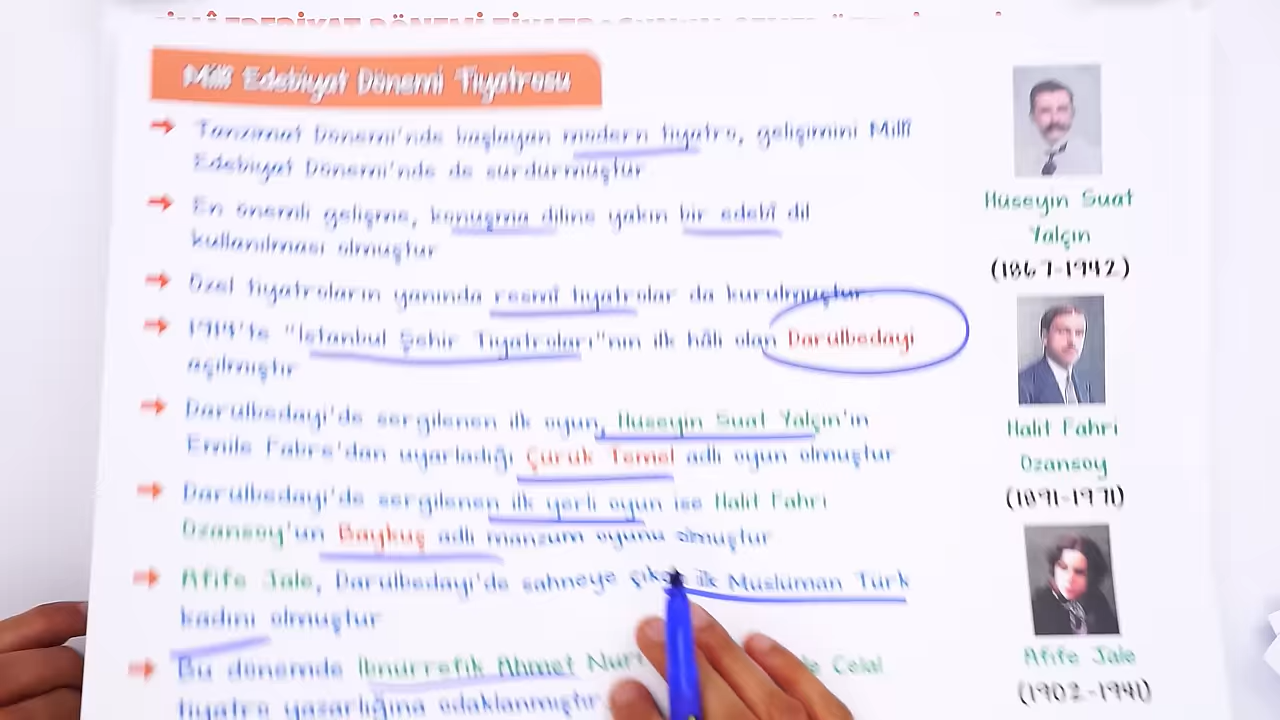 Millî Edebiyat Dönemi Tiyatrosu
Tanzimat Dönemi'nde başlayan modern tiyatro, gelişimini Millî
Edebiyat Dönemi'nde de sürdürmüştür
En önemli gelişme, konuşma diline yakın bir edebî dil
kullanılması olmuştur
Özel tiyatroların yanında resmî tiyatrolar da kurulmuştur
1914'te "İstanbul Şehir Tiyatroları"nın ilk hâli olan Darülbedayi
açılmıştır
Darülbedayi'de sergilenen ilk oyun, Hüseyin Suat Yalçın'ın
Emile Fabre'dan uyarladığı Çürük Temel adlı oyun olmuştur
Darülbedayi'de sergilenen ilk yerli oyun ise Halit Fahri
Ozansoy'un Baykuş adlı manzum oyunu olmuştur
Afife Jale, Darülbedayi'de sahneye çıkan ilk Müslüman Türk
kadını olmuştur
Bu dönemde İbnürrefik Ahmet Nuri Celal
tiyatro yazarlığına odaklanmıştır
Hüseyin Suat
Yalçın
(1867-1942)
Halit Fahri
Ozansoy
(1891-1971)
Afife Jale
(1902-1941)